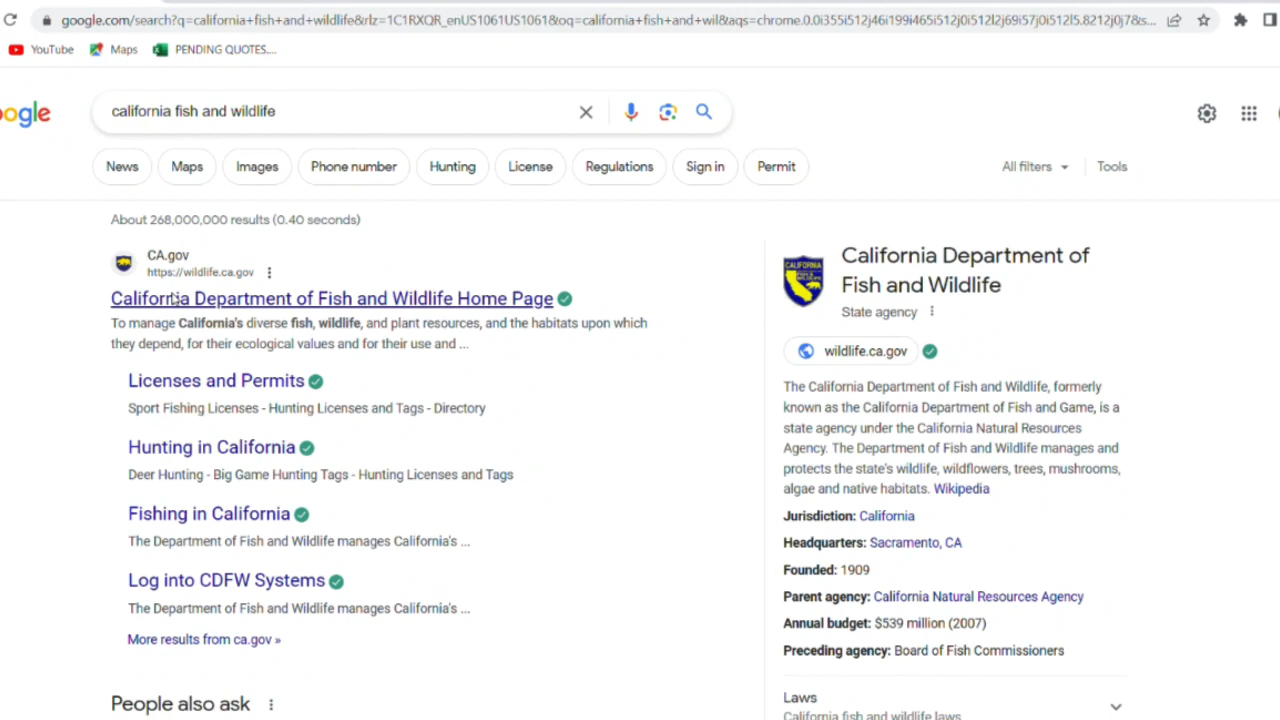 google.com/search?q=california+fish+and+wildlife&rlz=1C1RXQR_enUS1061US1061&oq=california+fish+and+wil&aqs=chrome.0.0i355i512j46i199i465i512j0i512l2j69i57j0i512l5.8212j0j7&s...
YouTube Maps PENDING QUOTES....
ogle
california fish and wildlife
News Maps Images Phone number Hunting License Regulations Sign in Permit All filters Tools
About 268,000,000 results (0.40 seconds)
CA.gov
https://wildlife.ca.gov
California Department of Fish and Wildlife Home Page
To manage California's diverse fish, wildlife, and plant resources, and the habitats upon which
they depend, for their ecological values and for their use and ...
Licenses and Permits
Sport Fishing Licenses - Hunting Licenses and Tags - Directory
Hunting in California
Deer Hunting - Big Game Hunting Tags - Hunting Licenses and Tags
Fishing in California
The Department of Fish and Wildlife manages California's ...
Log into CDFW Systems
The Department of Fish and Wildlife manages California's ...
More results from ca.gov »
People also ask
CALIFORNIA
California Department of
Fish and Wildlife
State agency
wildlife.ca.gov
The California Department of Fish and Wildlife, formerly
known as the California Department of Fish and Game, is a
state agency under the California Natural Resources
Agency. The Department of Fish and Wildlife manages and
protects the state's wildlife, wildflowers, trees, mushrooms,
algae and native habitats. Wikipedia
Jurisdiction: California
Headquarters: Sacramento, CA
Founded: 1909
Parent agency: California Natural Resources Agency
Annual budget: $539 million (2007)
Preceding agency: Board of Fish Commissioners
Laws
California fish and wildlife laws